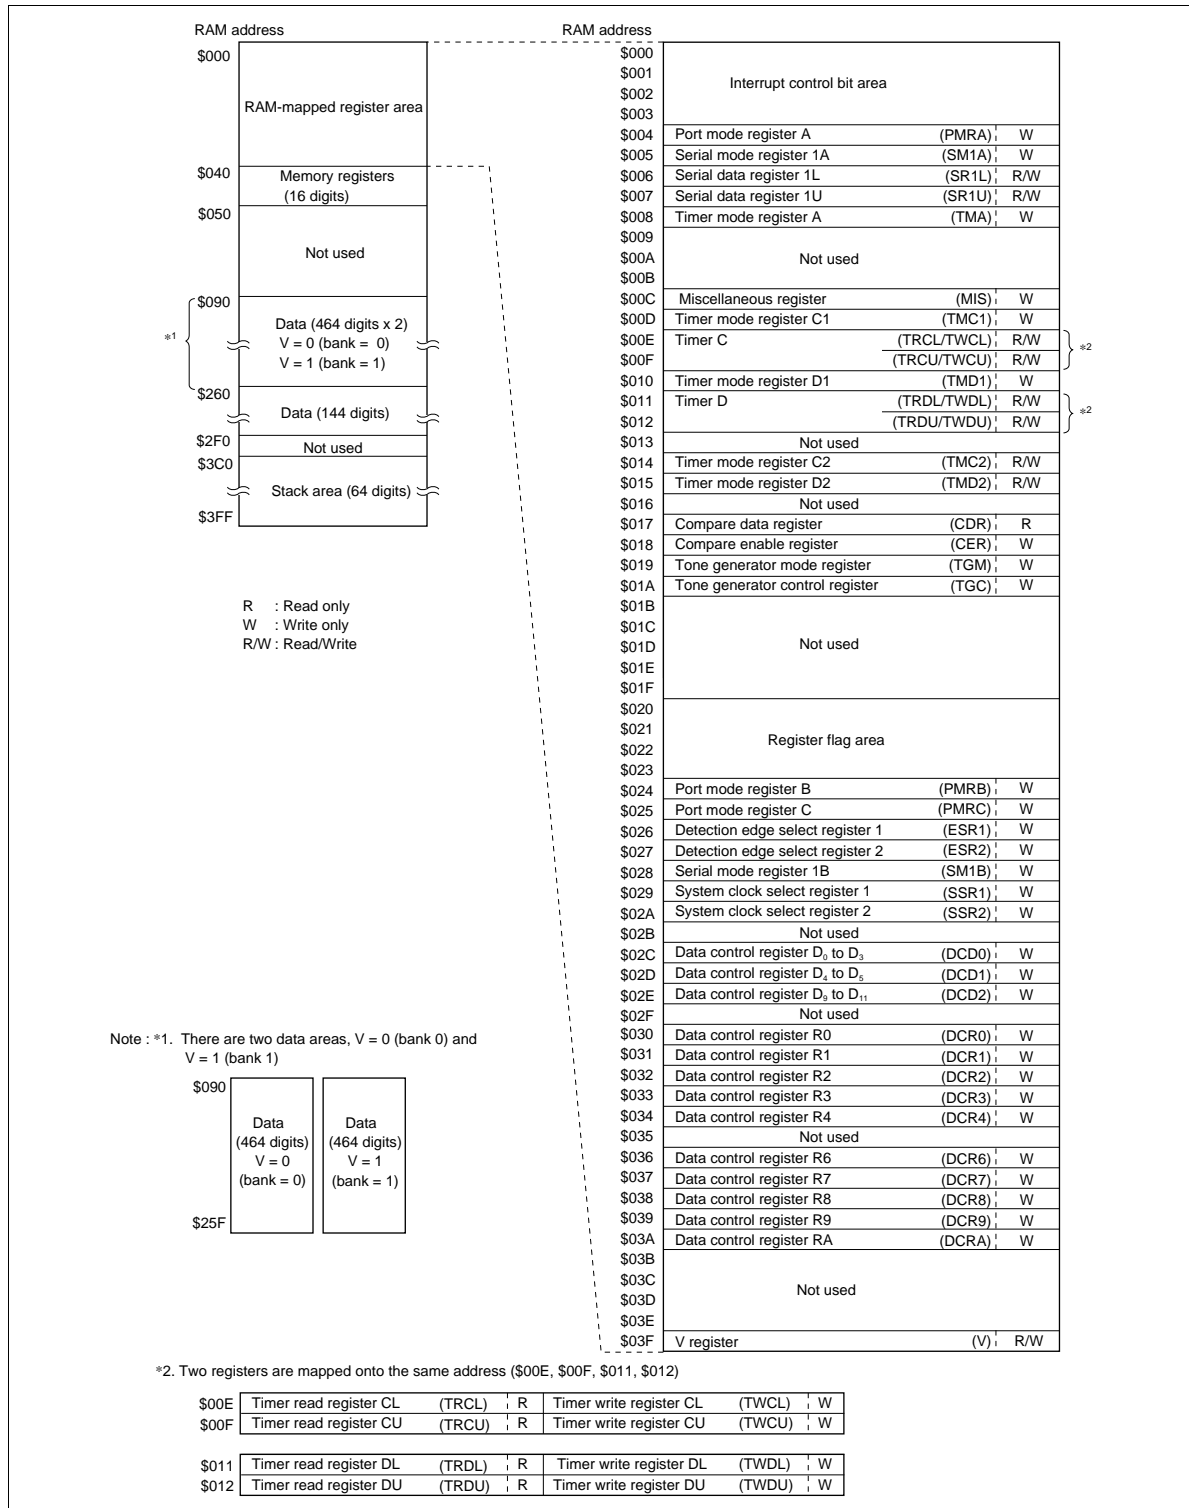 RAM address
$000
RAM-mapped register area
$040
Memory registers
(16 digits)
$050
Not used
$090
*1
Data (464 digits x 2)
V = 0 (bank = 0)
V = 1 (bank = 1)
$260
Data (144 digits)
$2F0
Not used
$3C0
Stack area (64 digits)
$3FF
R : Read only
W : Write only
R/W : Read/Write
Note : *1. There are two data areas, V = 0 (bank 0) and
V = 1 (bank 1)
$090
Data
(464 digits)
V = 0
(bank = 0)
Data
(464 digits)
V = 1
(bank = 1)
$25F
RAM address
$000
$001
Interrupt control bit area
$002
$003
$004 Port mode register A (PMRA) W
$005 Serial mode register 1A (SM1A) W
$006 Serial data register 1L (SR1L) R/W
$007 Serial data register 1U (SR1U) R/W
$008 Timer mode register A (TMA) W
$009
$00A Not used
$00B
$00C Miscellaneous register (MIS) W
$00D Timer mode register C1 (TMC1) W
$00E Timer C (TRCL/TWCL) R/W
*2
$00F (TRCU/TWCU) R/W
$010 Timer mode register D1 (TMD1) W
$011 Timer D (TRDL/TWDL) R/W
*2
$012 (TRDU/TWDU) R/W
$013 Not used
$014 Timer mode register C2 (TMC2) R/W
$015 Timer mode register D2 (TMD2) R/W
$016 Not used
$017 Compare data register (CDR) R
$018 Compare enable register (CER) W
$019 Tone generator mode register (TGM) W
$01A Tone generator control register (TGC) W
$01B
$01C
$01D Not used
$01E
$01F
$020
$021
Register flag area
$022
$023
$024 Port mode register B (PMRB) W
$025 Port mode register C (PMRC) W
$026 Detection edge select register 1 (ESR1) W
$027 Detection edge select register 2 (ESR2) W
$028 Serial mode register 1B (SM1B) W
$029 System clock select register 1 (SSR1) W
$02A System clock select register 2 (SSR2) W
$02B Not used
$02C Data control register D₀ to D₃ (DCD0) W
$02D Data control register D₄ to D₅ (DCD1) W
$02E Data control register D₉ to D₁₁ (DCD2) W
$02F Not used
$030 Data control register R0 (DCR0) W
$031 Data control register R1 (DCR1) W
$032 Data control register R2 (DCR2) W
$033 Data control register R3 (DCR3) W
$034 Data control register R4 (DCR4) W
$035 Not used
$036 Data control register R6 (DCR6) W
$037 Data control register R7 (DCR7) W
$038 Data control register R8 (DCR8) W
$039 Data control register R9 (DCR9) W
$03A Data control register RA (DCRA) W
$03B
$03C
Not used
$03D
$03E
$03F V register (V) R/W
*2. Two registers are mapped onto the same address ($00E, $00F, $011, $012)
$00E Timer read register CL (TRCL) R Timer write register CL (TWCL) W
$00F Timer read register CU (TRCU) R Timer write register CU (TWCU) W
$011 Timer read register DL (TRDL) R Timer write register DL (TWDL) W
$012 Timer read register DU (TRDU) R Timer write register DU (TWDU) W